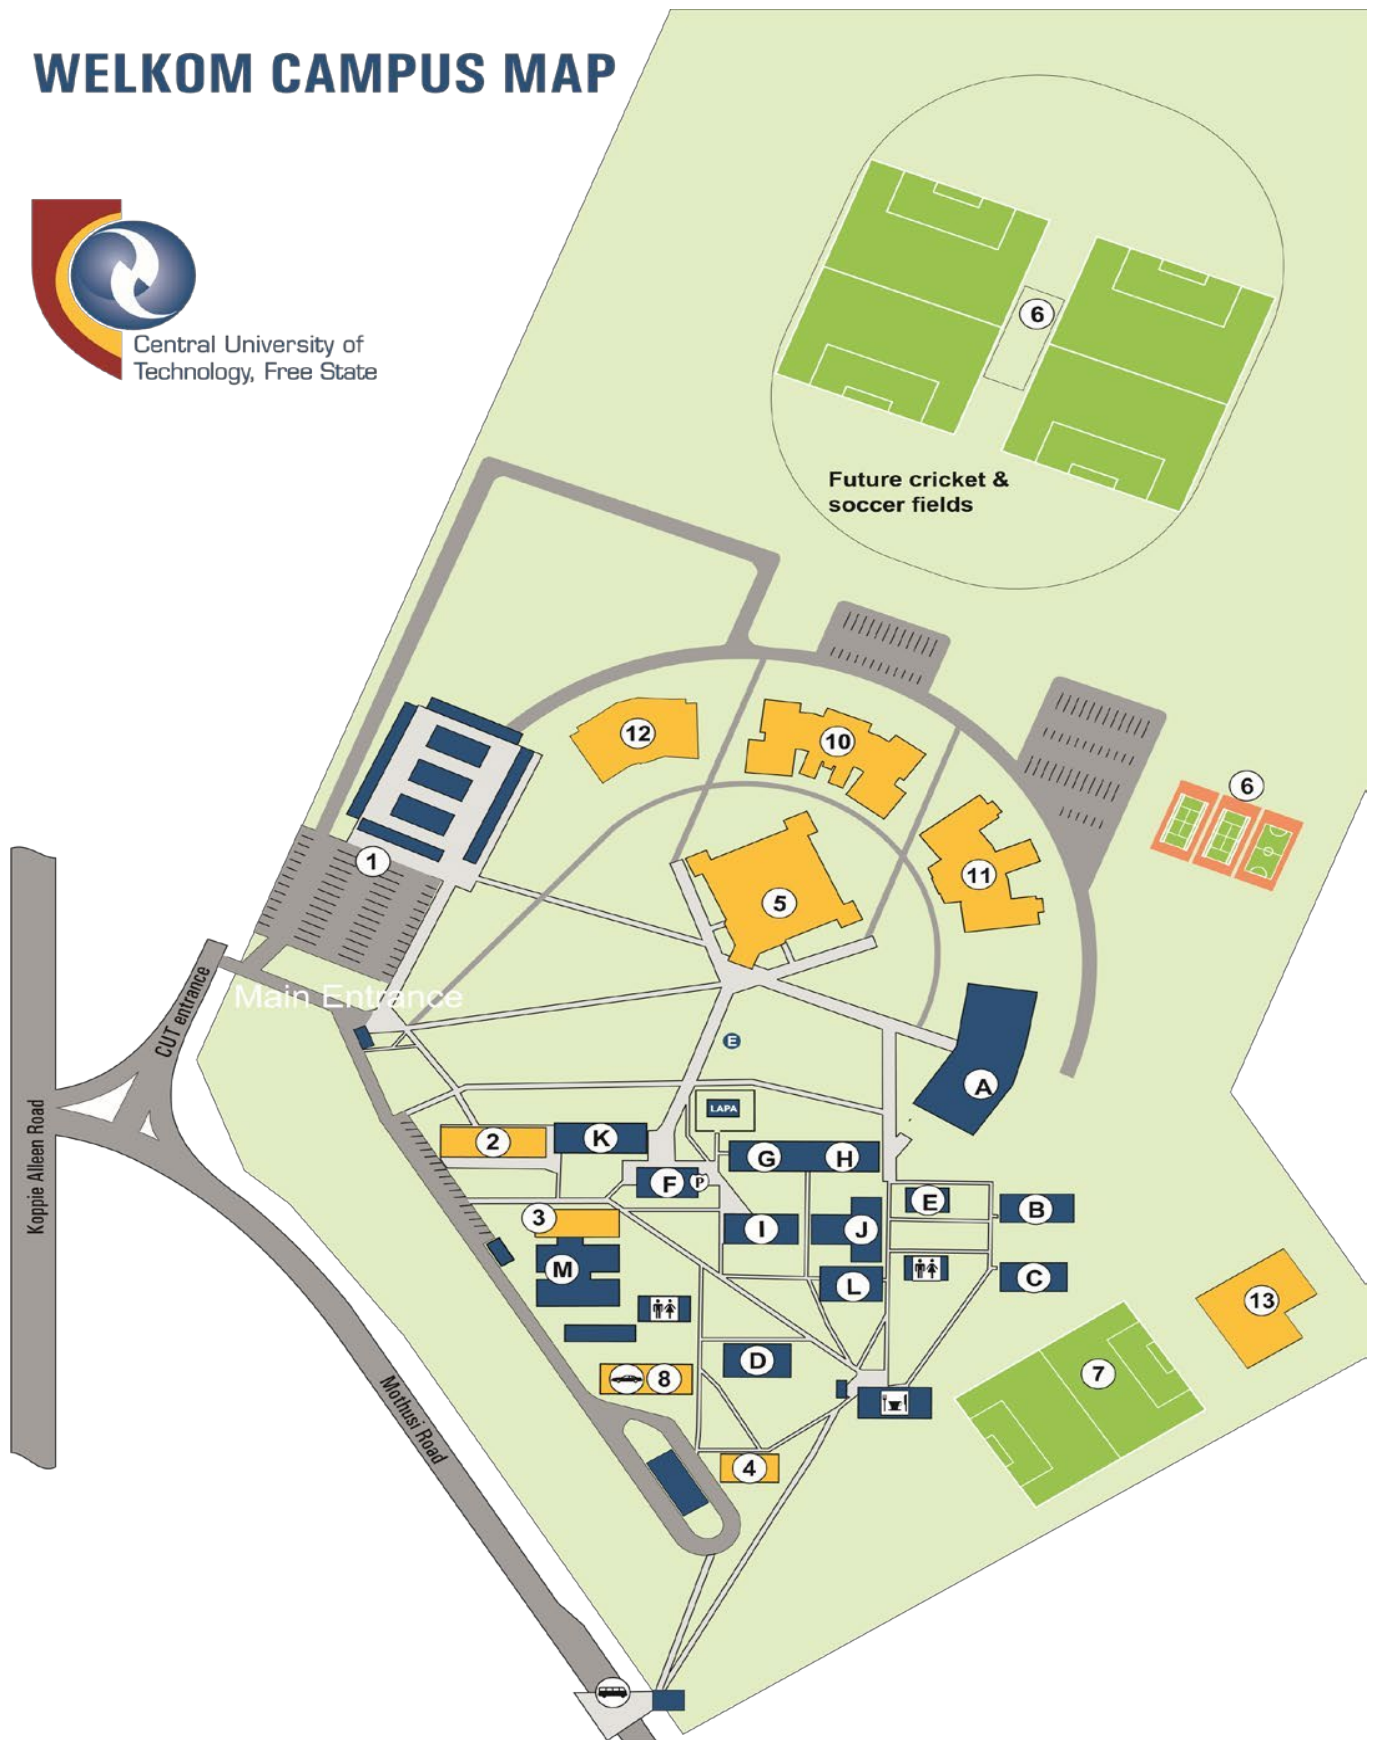 WELKOM CAMPUS MAP
Central University of
Technology, Free State
6
Future cricket &
soccer fields
12
10
6
1
11
5
CUT entrance
Main Entrance
E
A
Koppie Alleen Road
LAPA
2
K
G
H
F
P
E
B
3
I
J
M
L
C
13
D
8
7
Mothusi Road
4